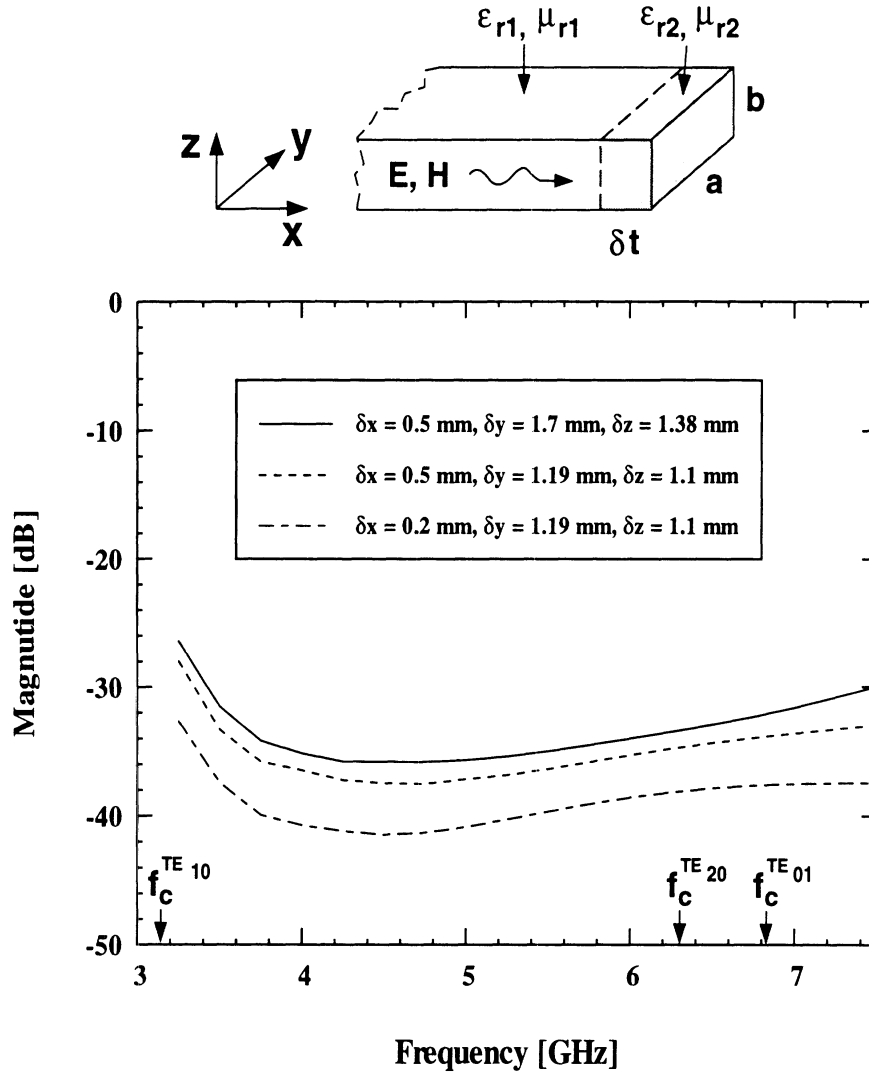 εr1, μr1
εr2, μr2
z
y
x
E, H
b
a
δt
0
-10
-20
-30
-40
-50
Magnutide [dB]
δx = 0.5 mm, δy = 1.7 mm, δz = 1.38 mm
δx = 0.5 mm, δy = 1.19 mm, δz = 1.1 mm
δx = 0.2 mm, δy = 1.19 mm, δz = 1.1 mm
fc TE 10
fc TE 20
fc TE 01
3
4
5
6
7
Frequency [GHz]